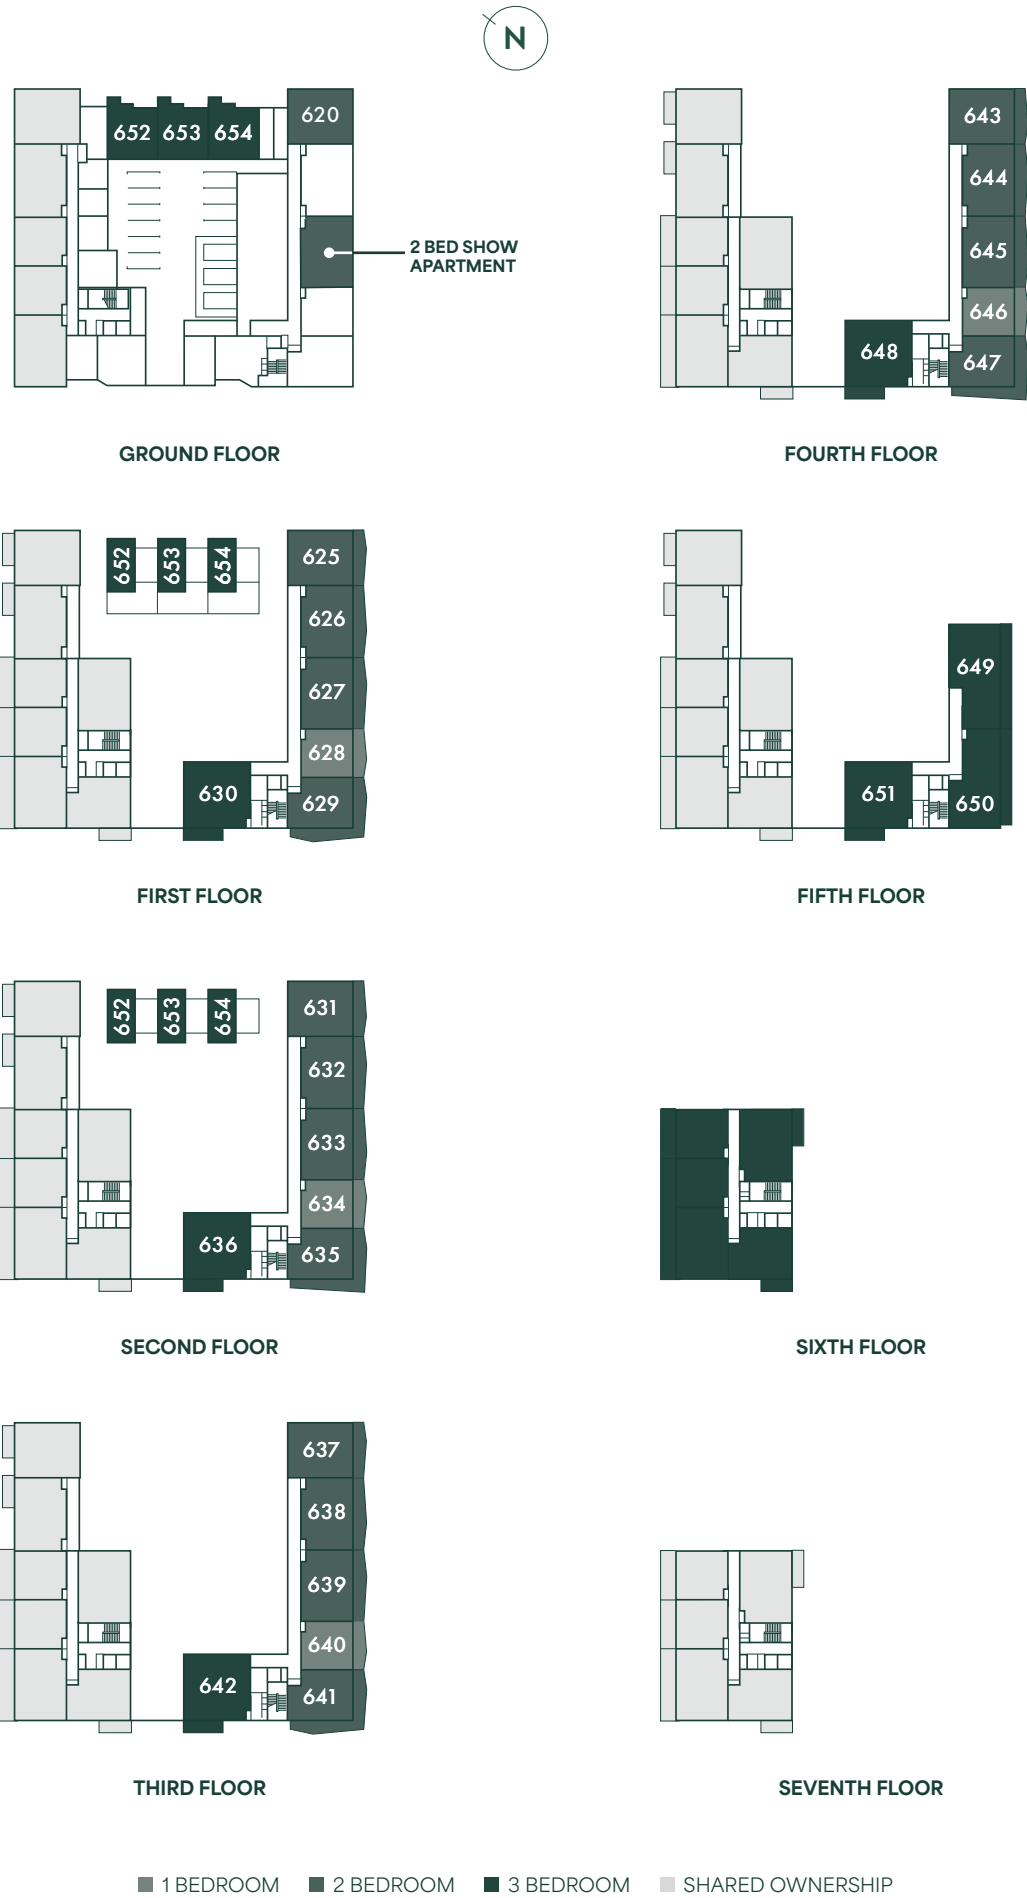 N
652 653 654
620
2 BED SHOW
APARTMENT
GROUND FLOOR
643
644
645
646
647
648
FOURTH FLOOR
652
653
654
625
626
627
628
629
630
FIRST FLOOR
649
650
651
FIFTH FLOOR
652
653
654
631
632
633
634
635
636
SECOND FLOOR
SIXTH FLOOR
637
638
639
640
641
642
THIRD FLOOR
SEVENTH FLOOR
1 BEDROOM 2 BEDROOM 3 BEDROOM SHARED OWNERSHIP